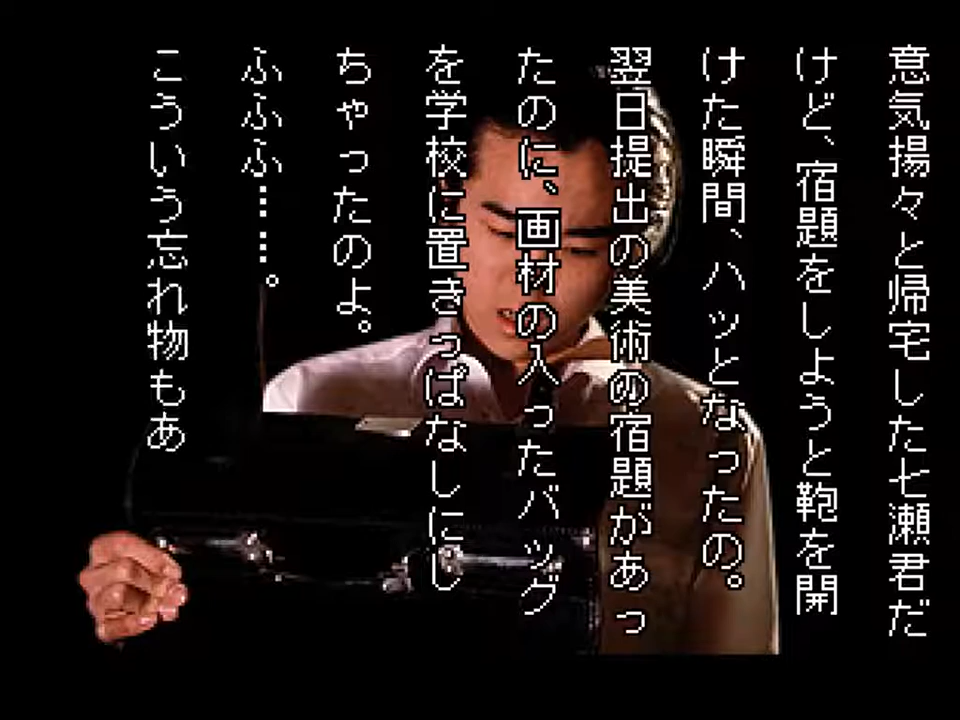 意気揚々と帰宅した七瀬君だ
けど、宿題をしようと鞄を開
けた瞬間、ハッとなったの。
翌日提出の美術の宿題があっ
たのに、画材の入ったバッグ
を学校に置きっぱなしにし
ちゃったのよ。
ふふふ……。
こういう忘れ物もあ